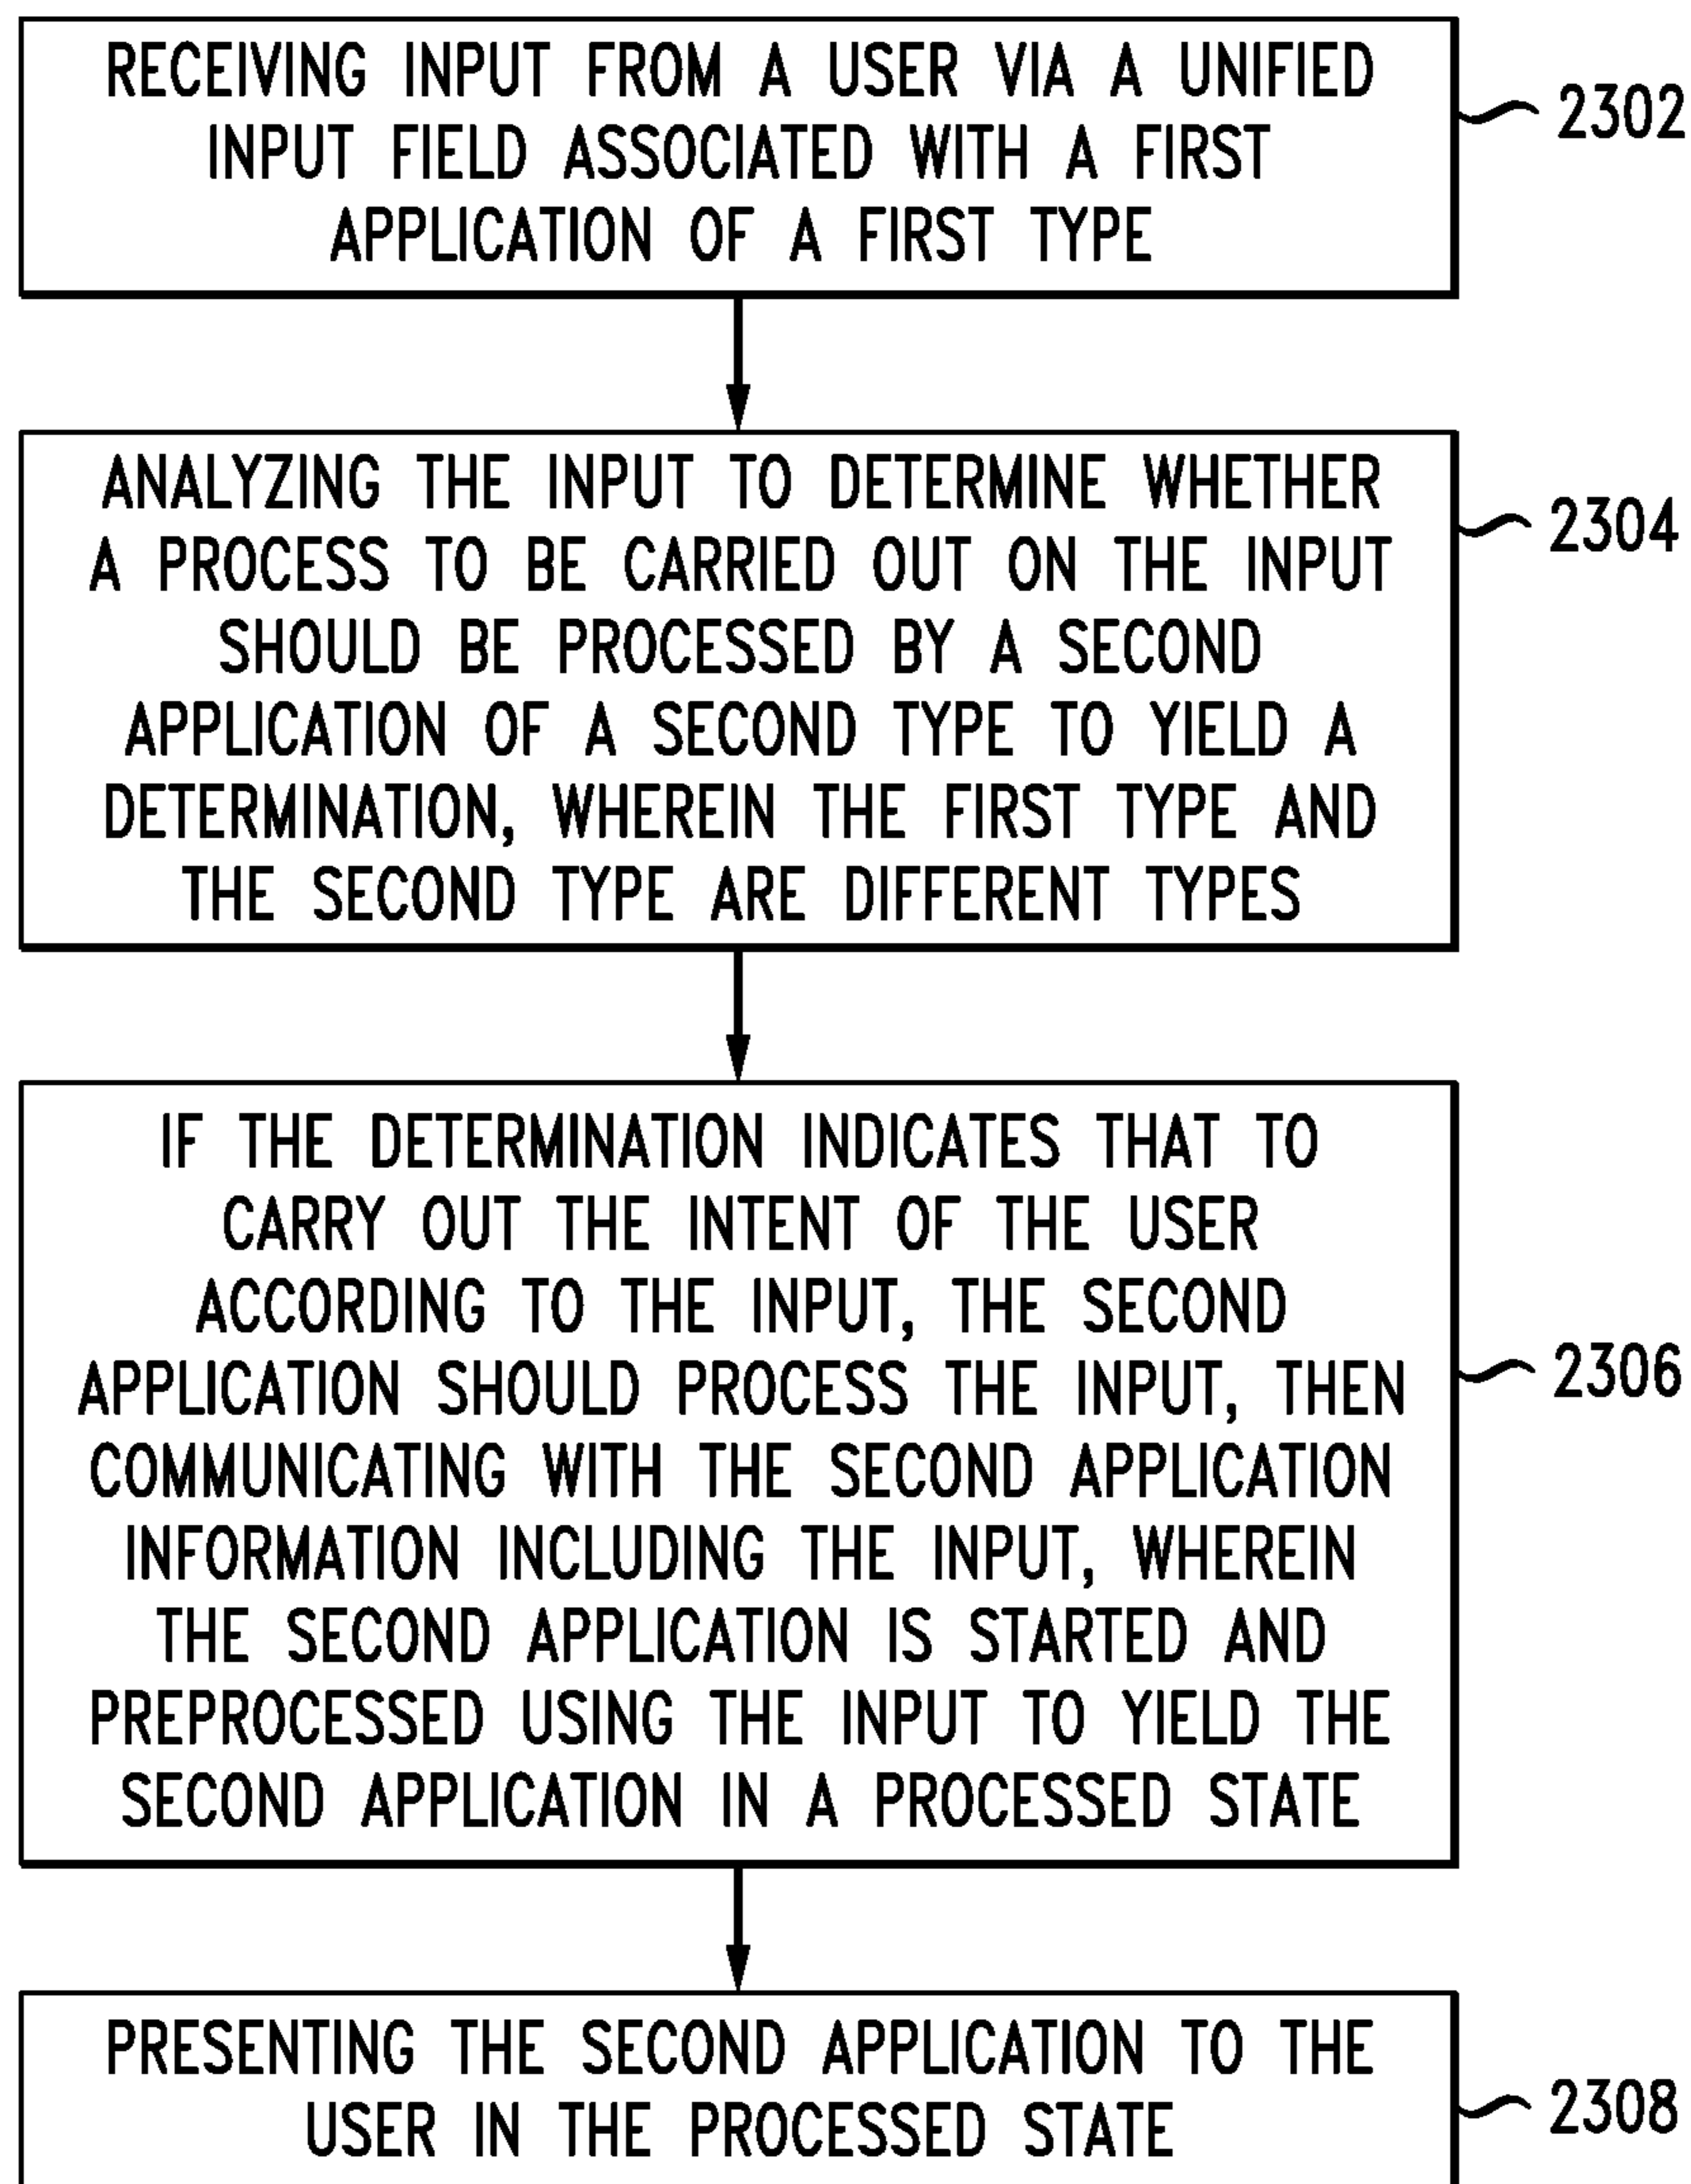 RECEIVING INPUT FROM A USER VIA A UNIFIED
INPUT FIELD ASSOCIATED WITH A FIRST
APPLICATION OF A FIRST TYPE
2302
ANALYZING THE INPUT TO DETERMINE WHETHER
A PROCESS TO BE CARRIED OUT ON THE INPUT
SHOULD BE PROCESSED BY A SECOND
APPLICATION OF A SECOND TYPE TO YIELD A
DETERMINATION, WHEREIN THE FIRST TYPE AND
THE SECOND TYPE ARE DIFFERENT TYPES
2304
IF THE DETERMINATION INDICATES THAT TO
CARRY OUT THE INTENT OF THE USER
ACCORDING TO THE INPUT, THE SECOND
APPLICATION SHOULD PROCESS THE INPUT, THEN
COMMUNICATING WITH THE SECOND APPLICATION
INFORMATION INCLUDING THE INPUT, WHEREIN
THE SECOND APPLICATION IS STARTED AND
PREPROCESSED USING THE INPUT TO YIELD THE
SECOND APPLICATION IN A PROCESSED STATE
2306
PRESENTING THE SECOND APPLICATION TO THE
USER IN THE PROCESSED STATE
2308